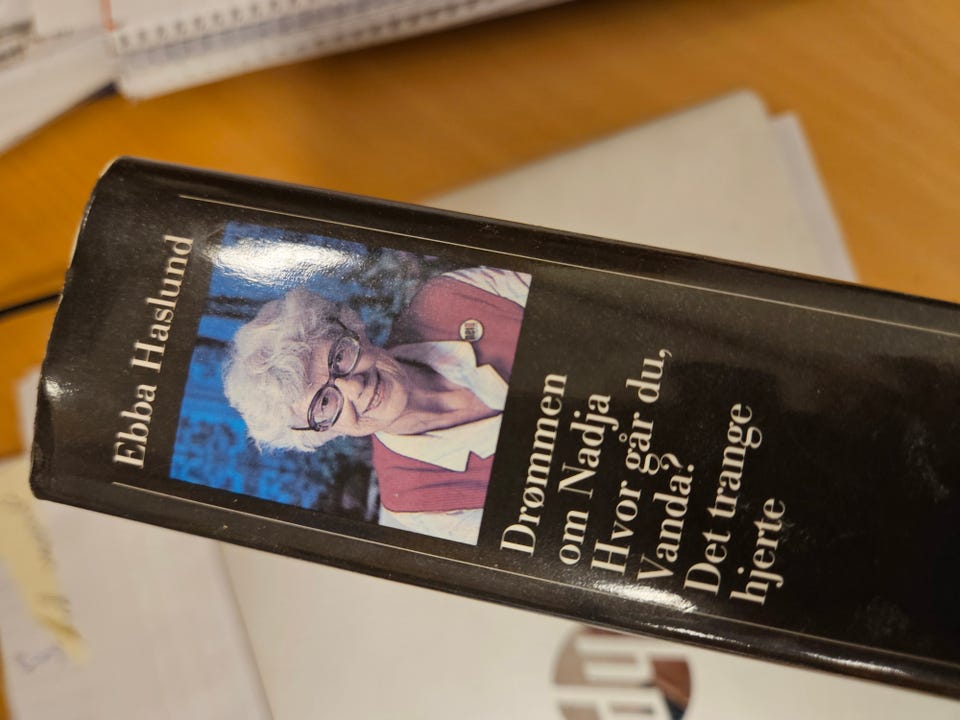 Ebba Haslund
Drømmen
om Nadja
Hvor går du,
Vanda?
Det trange
hjerte